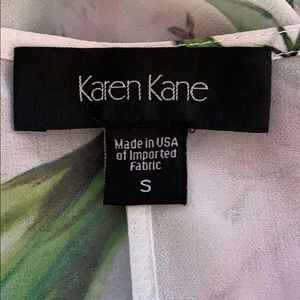 Karen Kane
Made in USA
of Imported
Fabric
S